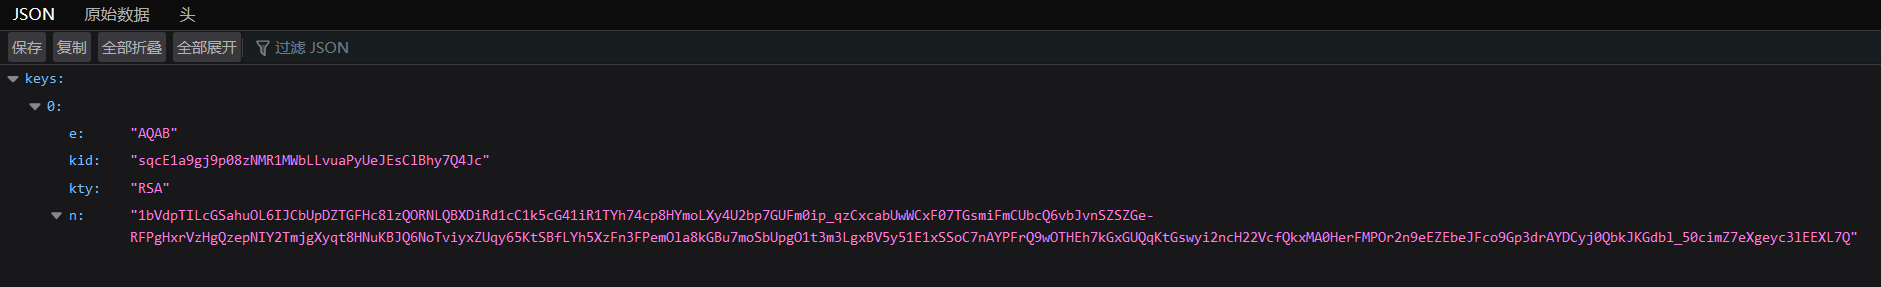 JSON 原始数据 头
保存 复制 全部折叠 全部展开 过滤 JSON
keys:
0:
e: "AQAB"
kid: "sqcE1a9gj9p08zNMR1MWbLLvuaPyUeJEsClBhy7Q4Jc"
kty: "RSA"
n: "1bVdpTILcGSahuOL6IJCbUpDZTGFHc8lzQORNLQBXDiRd1cC1k5cG41iR1TYh74cp8HYmoLXy4U2bp7GUFm0ip_qzCxcabUwWCxF07TGsmiFmCUbcQ6vbJvnSZSZGe-
RFPgHxrVzHgQzepNIY2TmjgXyqt8HNuKBJQ6NoTviyxZUqy65KtSBfLYh5XzFn3FPemOla8kGBu7moSbUpgO1t3m3LgxBV5y51E1xSSoC7nAYPFrQ9wOTHEh7kGxGUQqKtGswyi2ncH22VcfQkxMA0HerFMPOr2n9eEZEbeJFco9Gp3drAYDCyj0QbkJKGdbl_50cimZ7eXgeyc3lEEXL7Q"